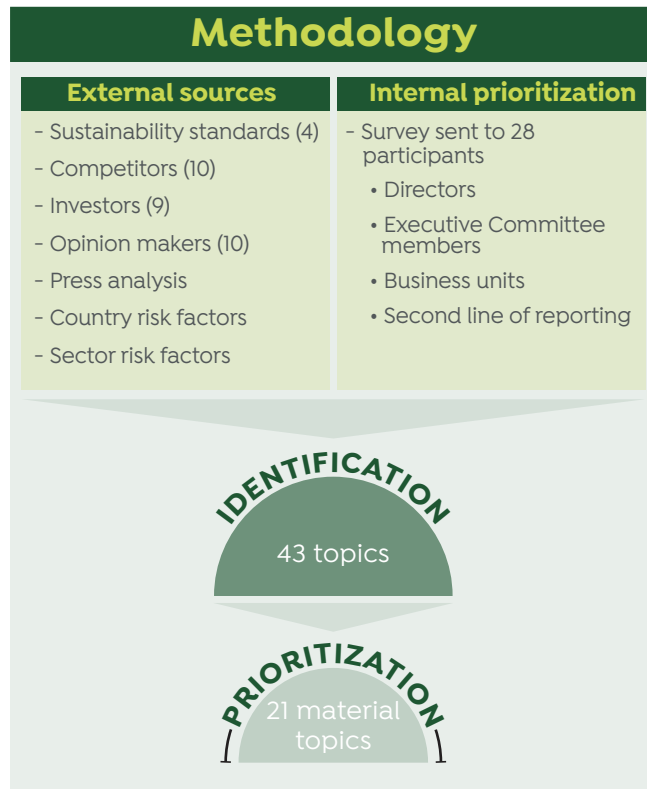 Methodology
External sources
- Sustainability standards (4)
- Competitors (10)
- Investors (9)
- Opinion makers (10)
- Press analysis
- Country risk factors
- Sector risk factors
Internal prioritization
- Survey sent to 28
participants
• Directors
• Executive Committee
members
• Business units
• Second line of reporting
IDENTIFICATION
43 topics
PRIORITIZATION
21 material
topics